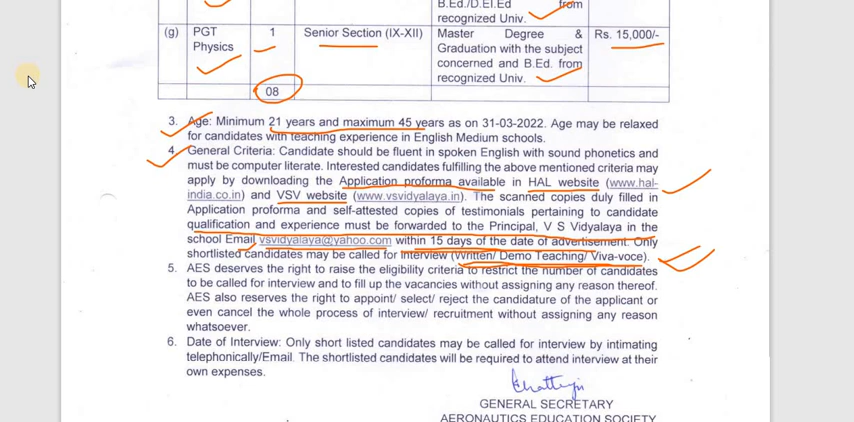 B.Ed./D.El.Ed from
recognized Univ.
(g) PGT Physics 1 Senior Section (IX-XII) Master Degree & Graduation with the subject concerned and B.Ed. from recognized Univ. Rs. 15,000/-
08
3. Age: Minimum 21 years and maximum 45 years as on 31-03-2022. Age may be relaxed
for candidates with teaching experience in English Medium schools.
4. General Criteria: Candidate should be fluent in spoken English with sound phonetics and
must be computer literate. Interested candidates fulfilling the above mentioned criteria may
apply by downloading the Application proforma available in HAL website (www.hal-
india.co.in) and VSV website (www.vsvidyalaya.in). The scanned copies duly filled in
Application proforma and self-attested copies of testimonials pertaining to candidate
qualification and experience must be forwarded to the Principal, V S Vidyalaya in the
school Email vsvidyalaya@yahoo.com within 15 days of the date of advertisement. Only
shortlisted candidates may be called for Interview (Written/ Demo Teaching/ Viva-voce).
5. AES deserves the right to raise the eligibility criteria to restrict the number of candidates
to be called for interview and to fill up the vacancies without assigning any reason thereof.
AES also reserves the right to appoint/ select/ reject the candidature of the applicant or
even cancel the whole process of interview/ recruitment without assigning any reason
whatsoever.
6. Date of Interview: Only short listed candidates may be called for interview by intimating
telephonically/Email. The shortlisted candidates will be required to attend interview at their
own expenses.
GENERAL SECRETARY
AERONAUTICS EDUCATION SOCIETY